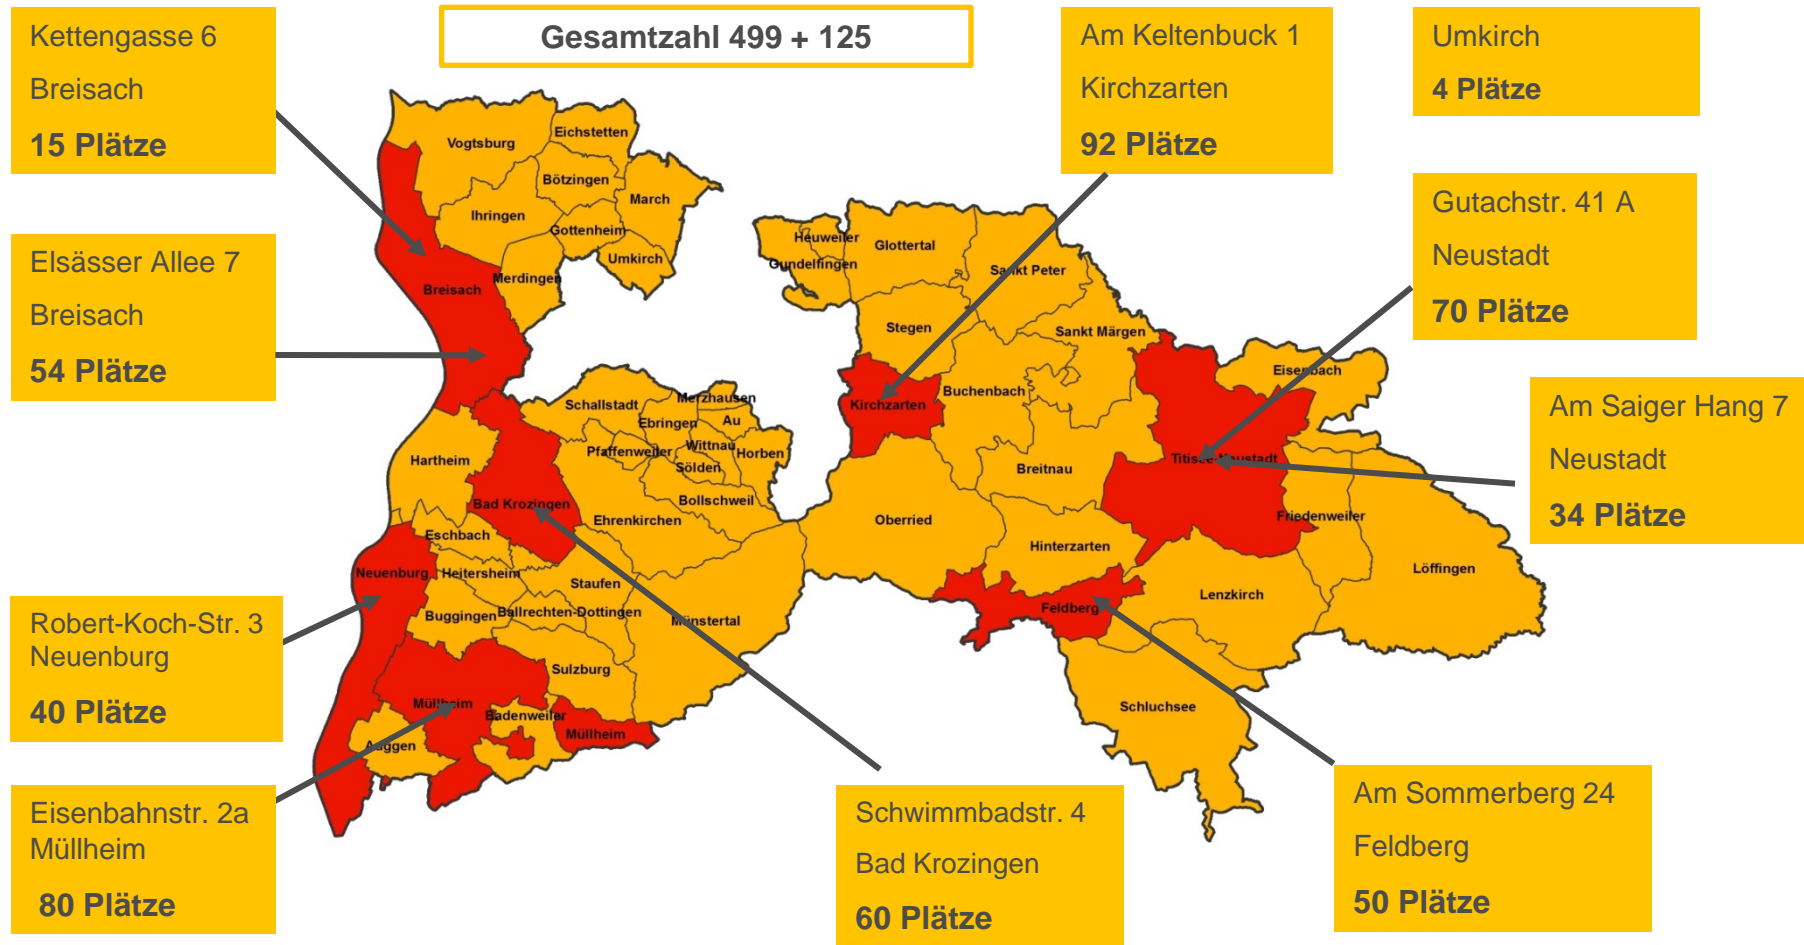 Gesamtzahl 499 + 125
Kettengasse 6
Breisach
15 Plätze
Elsässer Allee 7
Breisach
54 Plätze
Robert-Koch-Str. 3
Neuenburg
40 Plätze
Eisenbahnstr. 2a
Müllheim
80 Plätze
Am Keltenbuck 1
Kirchzarten
92 Plätze
Umkirch
4 Plätze
Gutachstr. 41 A
Neustadt
70 Plätze
Am Saiger Hang 7
Neustadt
34 Plätze
Schwimmbadstr. 4
Bad Krozingen
60 Plätze
Am Sommerberg 24
Feldberg
50 Plätze
Vogtsburg
Eichstetten
Bötzingen
March
Ihringen
Gottenheim
Umkirch
Merdingen
Breisach
Heuweiler
Gundelfingen
Glottertal
Sankt Peter
Stegen
Sankt Märgen
Eisenbach
Kirchzarten
Buchenbach
Breitnau
Titisee-Neustadt
Schallstadt
Merzhausen
Ebringen
Au
Pfaffenweiler
Wittnau
Horben
Sölden
Bollschweil
Hartheim
Bad Krozingen
Ehrenkirchen
Eschbach
Oberried
Hinterzarten
Friedenweiler
Löffingen
Neuenburg
Heitersheim
Staufen
Buggingen
Ballrechten-Dottingen
Münstertal
Feldberg
Lenzkirch
Sulzburg
Müllheim
Badenweiler
Müllheim
Auggen
Schluchsee